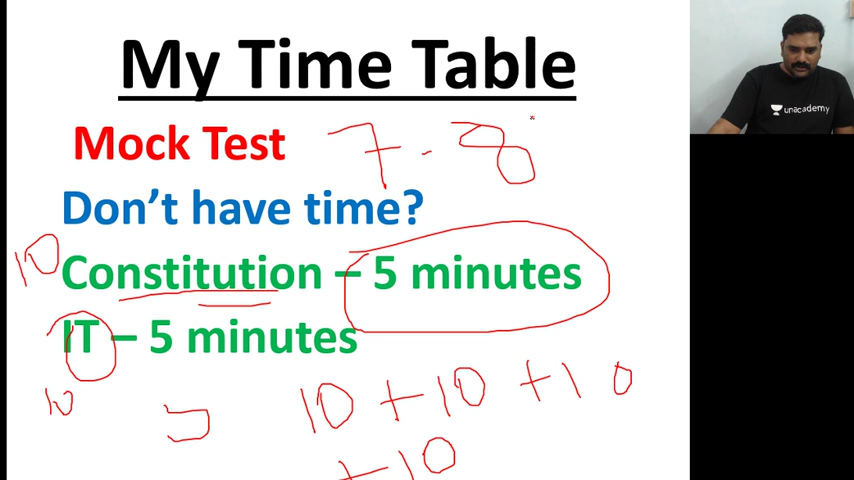 My Time Table
Mock Test 7-8
Don't have time?
10 Constitution – 5 minutes
IT – 5 minutes
10 5 10 + 10 + 10
+ 10
unacademy